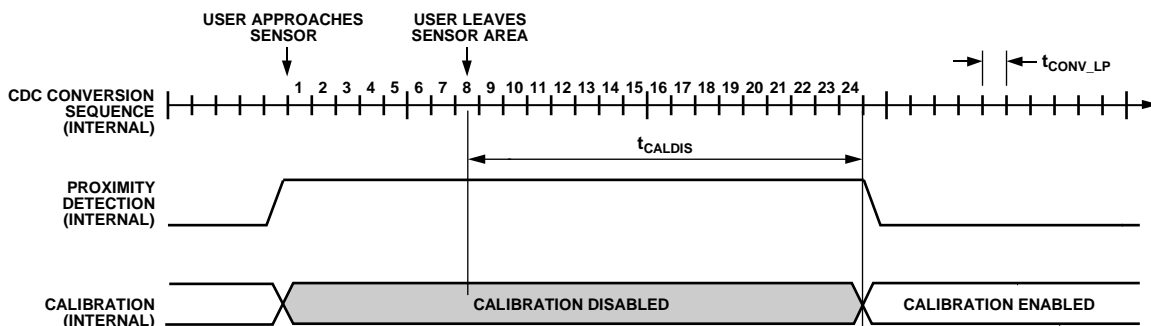 USER APPROACHES
SENSOR
USER LEAVES
SENSOR AREA
tCONV_LP
CDC CONVERSION
SEQUENCE
(INTERNAL)
1 2 3 4 5 6 7 8 9 10 11 12 13 14 15 16 17 18 19 20 21 22 23 24
tCALDIS
PROXIMITY
DETECTION
(INTERNAL)
CALIBRATION
(INTERNAL)
CALIBRATION DISABLED
CALIBRATION ENABLED